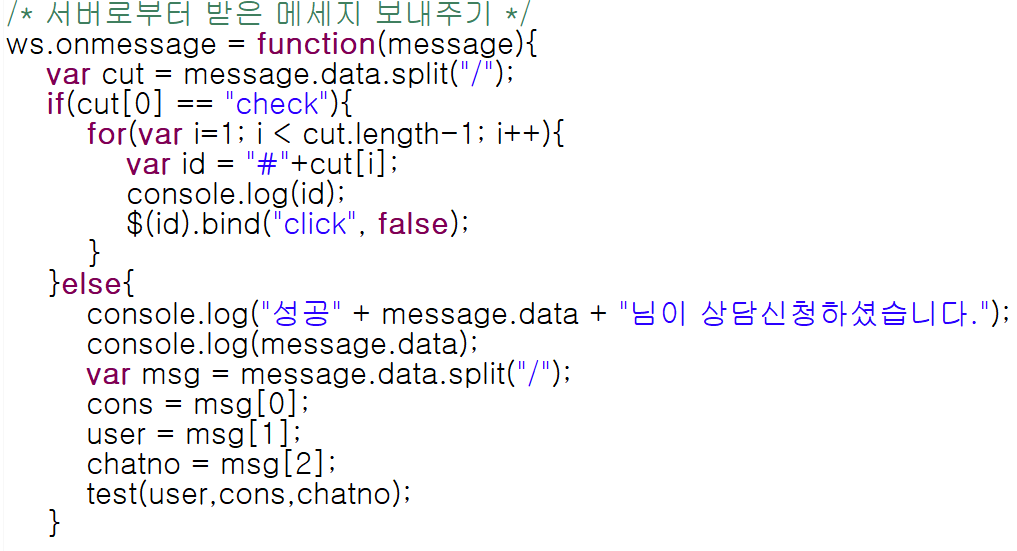 /* 서버로부터 받은 메세지 보내주기 */
ws.onmessage = function(message){
var cut = message.data.split("/");
if(cut[0] == "check"){
for(var i=1; i < cut.length-1; i++){
var id = "#"+cut[i];
console.log(id);
$(id).bind("click", false);
}
}else{
console.log("성공" + message.data + "님이 상담신청하셨습니다.");
console.log(message.data);
var msg = message.data.split("/");
cons = msg[0];
user = msg[1];
chatno = msg[2];
test(user,cons,chatno);
}